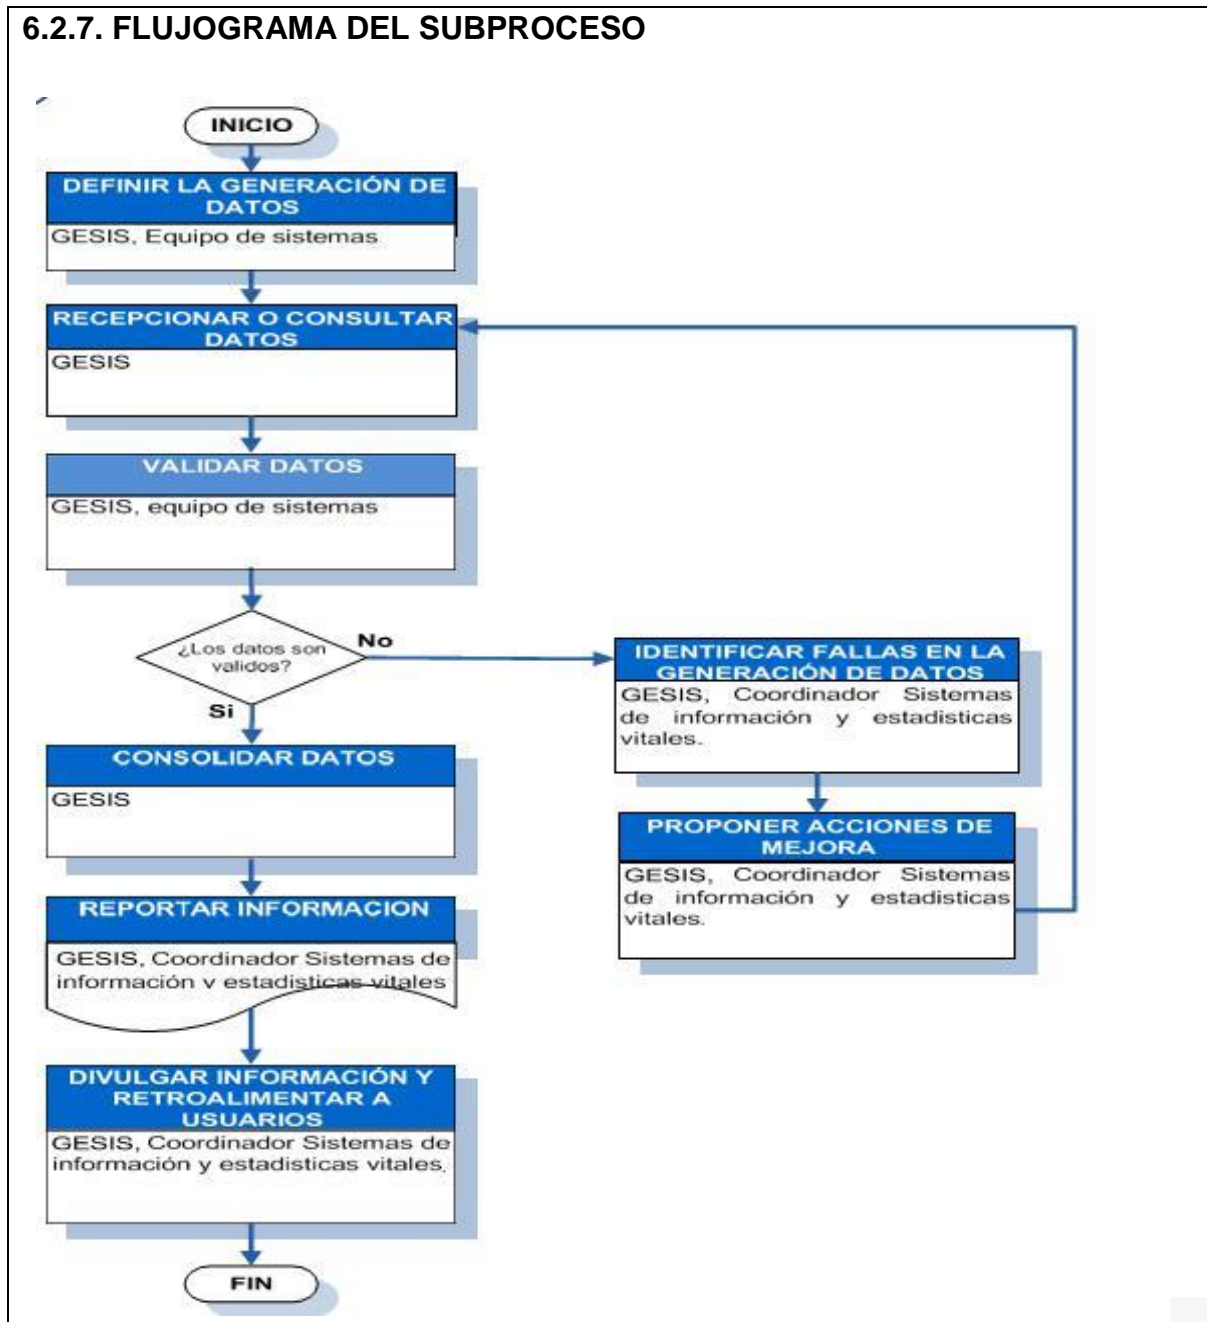 6.2.7. FLUJOGRAMA DEL SUBPROCESO
INICIO
DEFINIR LA GENERACIÓN DE
DATOS
GESIS, Equipo de sistemas
RECEPCIONAR O CONSULTAR
DATOS
GESIS
VALIDAR DATOS
GESIS, equipo de sistemas
¿Los datos son
validos?
No
Si
IDENTIFICAR FALLAS EN LA
GENERACIÓN DE DATOS
GESIS, Coordinador Sistemas
de información y estadisticas
vitales.
PROPONER ACCIONES DE
MEJORA
GESIS, Coordinador Sistemas
de información y estadisticas
vitales.
CONSOLIDAR DATOS
GESIS
REPORTAR INFORMACION
GESIS, Coordinador Sistemas de
información y estadisticas vitales
DIVULGAR INFORMACIÓN Y
RETROALIMENTAR A
USUARIOS
GESIS, Coordinador Sistemas de
información y estadisticas vitales,
FIN